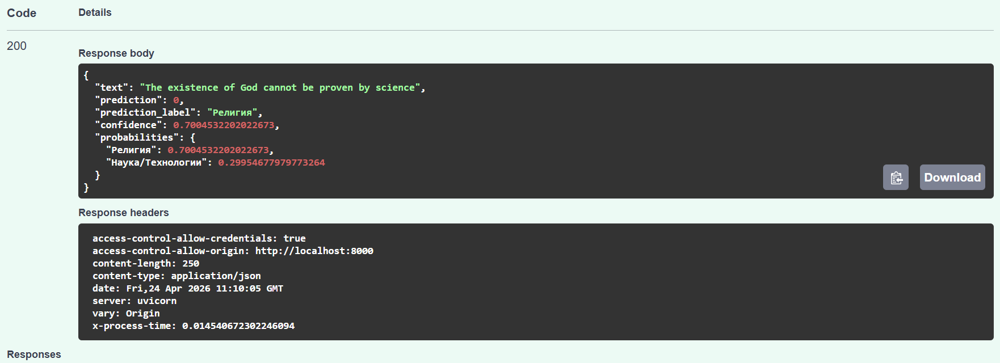 Code Details
200
Response body
{
"text": "The existence of God cannot be proven by science",
"prediction": 0,
"prediction_label": "Религия",
"confidence": 0.7004532202022673,
"probabilities": {
"Религия": 0.7004532202022673,
"Наука/Технологии": 0.29954677979773264
}
}
Download
Response headers
access-control-allow-credentials: true
access-control-allow-origin: http://localhost:8000
content-length: 250
content-type: application/json
date: Fri,24 Apr 2026 11:10:05 GMT
server: uvicorn
vary: Origin
x-process-time: 0.014540672302246094
Responses